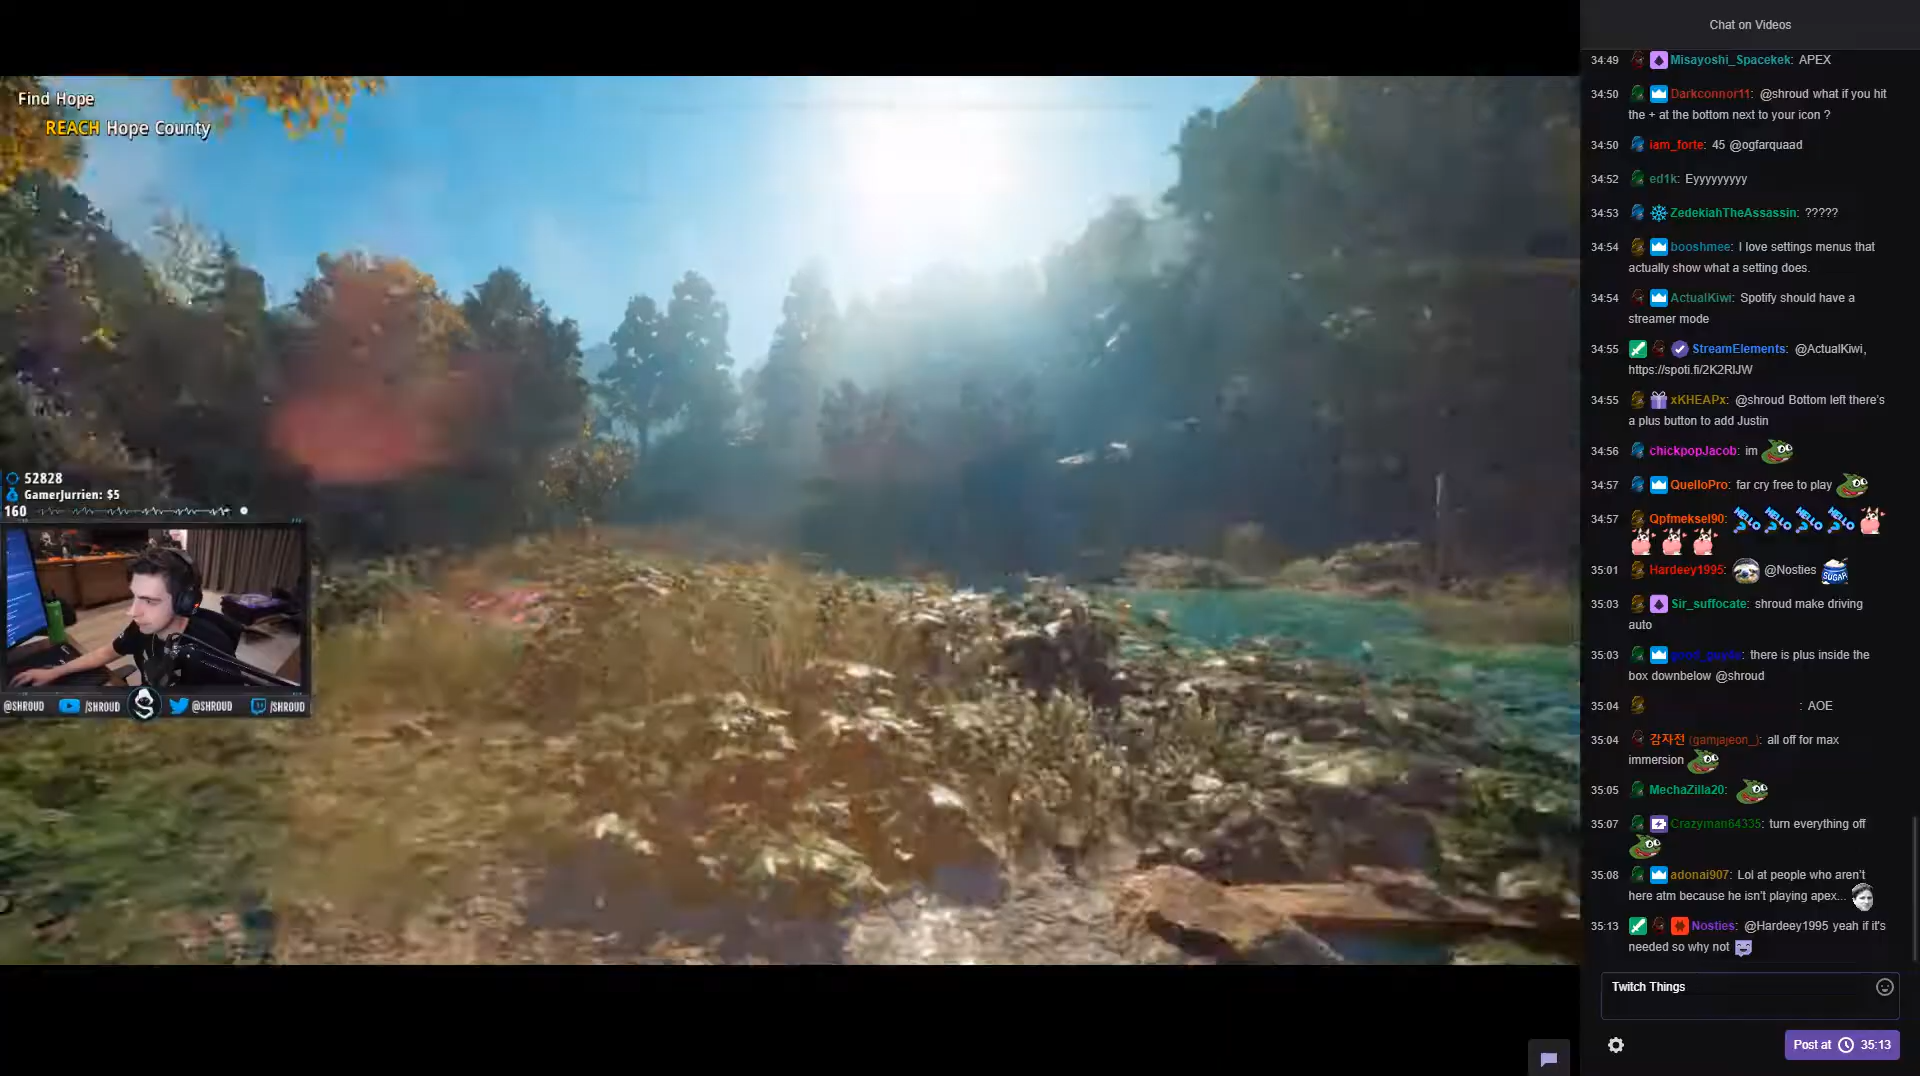 Find Hope
REACH Hope County
52828
GamerJurrien: $5
160
@SHROUD
/SHROUD
@SHROUD
/SHROUD
Chat on Videos
34:49 Misayoshi_Spacekek: APEX
34:50 Darkconnor11: @shroud what if you hit
the + at the bottom next to your icon ?
34:50 iam_forte: 45 @ogfarquaad
34:52 ed1k: Eyyyyyyyyy
34:53 ZedekiahTheAssassin: ?????
34:54 booshmee: I love settings menus that
actually show what a setting does.
34:54 ActualKiwi: Spotify should have a
streamer mode
34:55 StreamElements: @ActualKiwi,
https://spoti.fi/2K2RIJW
34:55 xKHEAPx: @shroud Bottom left there's
a plus button to add Justin
34:56 chickpopJacob: im
34:57 QuelloPro: far cry free to play
34:57 Qpfmeksel90: HELLO HELLO HELLO HELLO
35:01 Hardeey1995: @Nosties SUGAR
35:03 Sir_suffocate: shroud make driving
auto
35:03 : there is plus inside the
box downbelow @shroud
35:04 : AOE
35:04 감자전 (gamjajeon_): all off for max
immersion
35:05 MechaZilla20:
35:07 Crazyman64335: turn everything off
35:08 adonai907: Lol at people who aren't
here atm because he isn't playing apex...
35:13 Nosties: @Hardeey1995 yeah if it's
needed so why not
Twitch Things
Post at 35:13